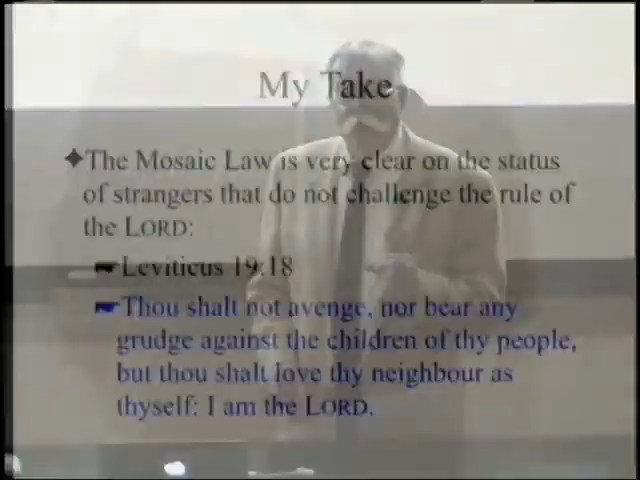 My Take
The Mosaic Law is very clear on the status
of strangers that do not challenge the rule of
the LORD:
Leviticus 19:18
Thou shalt not avenge, nor bear any
grudge against the children of thy people,
but thou shalt love thy neighbour as
thyself: I am the LORD.